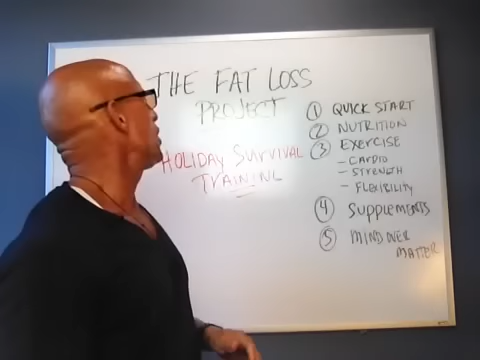 THE FAT LOSS
PROJECT
HOLIDAY SURVIVAL
TRAINING
① QUICK START
② NUTRITION
③ EXERCISE
- CARDIO
- STRENGTH
- FLEXIBILITY
④ SUPPLEMENTS
⑤ MIND OVER
MATTER